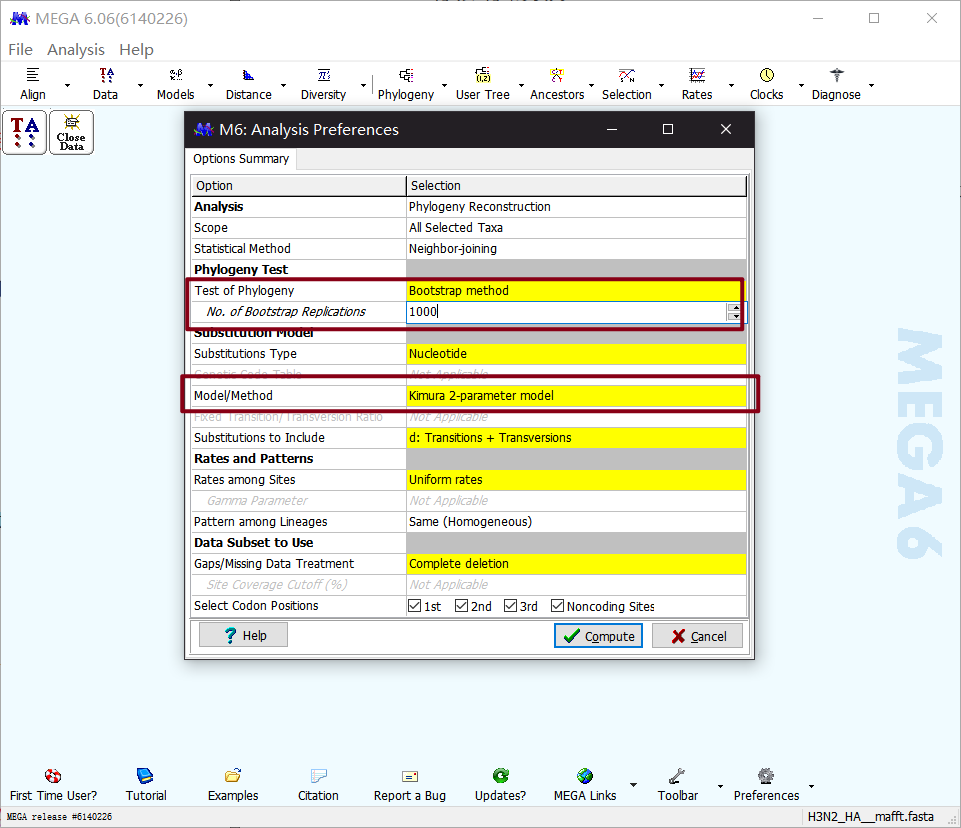 MEGA 6.06(6140226)
File Analysis Help
Align Data Models Distance Diversity Phylogeny User Tree Ancestors Selection Rates Clocks Diagnose
TA
Close
Data
M6: Analysis Preferences
Options Summary
Option Selection
Analysis Phylogeny Reconstruction
Scope All Selected Taxa
Statistical Method Neighbor-joining
Phylogeny Test
Test of Phylogeny Bootstrap method
No. of Bootstrap Replications 1000
Substitution Model
Substitutions Type Nucleotide
Genetic Code Table Not Applicable
Model/Method Kimura 2-parameter model
Fixed Transition/Transversion Ratio Not Applicable
Substitutions to Include d: Transitions + Transversions
Rates and Patterns
Rates among Sites Uniform rates
Gamma Parameter Not Applicable
Pattern among Lineages Same (Homogeneous)
Data Subset to Use
Gaps/Missing Data Treatment Complete deletion
Site Coverage Cutoff (%) Not Applicable
Select Codon Positions 1st 2nd 3rd Noncoding Sites
? Help Compute Cancel
MEGA 6
First Time User? Tutorial Examples Citation Report a Bug Updates? MEGA Links Toolbar Preferences
MEGA release #6140226 H3N2_HA__mafft.fasta